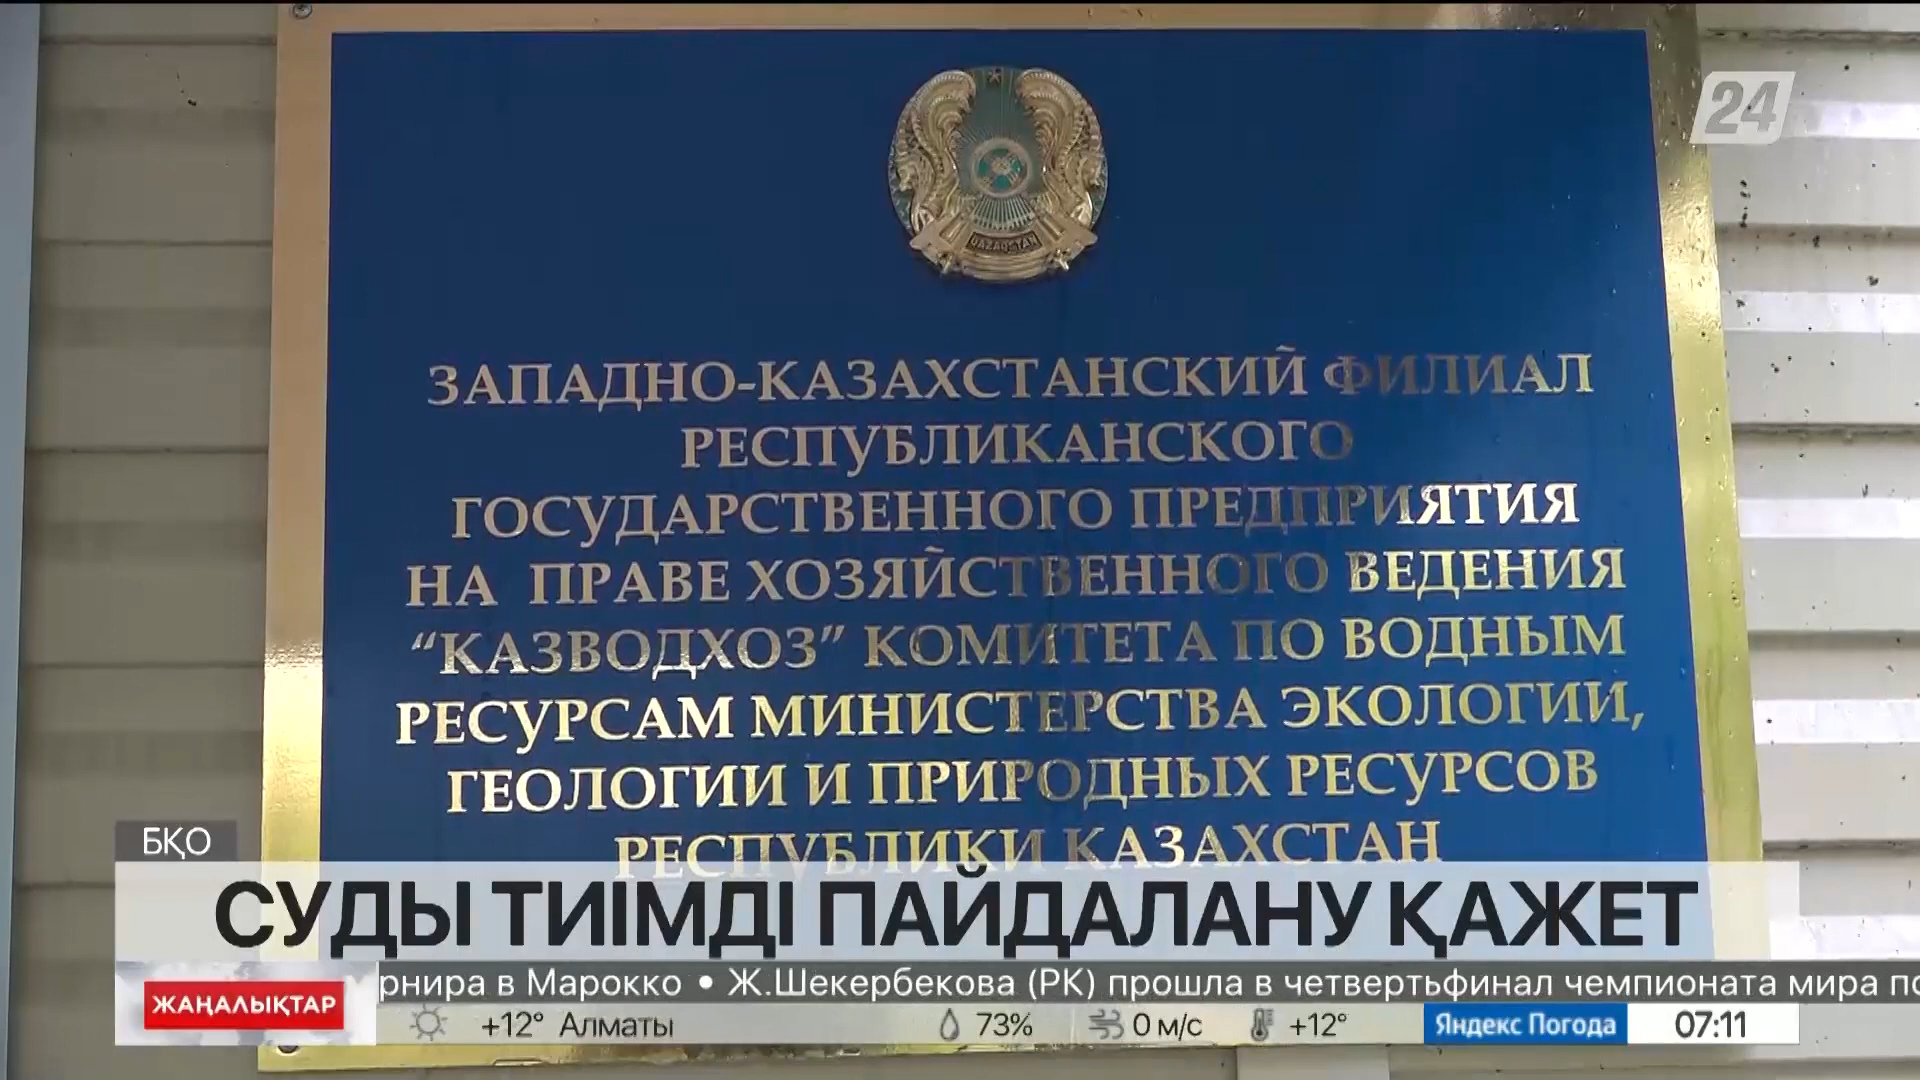 24
QAZAQSTAN
ЗАПАДНО-КАЗАХСТАНСКИЙ ФИЛИАЛ
РЕСПУБЛИКАНСКОГО
ГОСУДАРСТВЕННОГО ПРЕДПРИЯТИЯ
НА ПРАВЕ ХОЗЯЙСТВЕННОГО ВЕДЕНИЯ
“КАЗВОДХОЗ” КОМИТЕТА ПО ВОДНЫМ
РЕСУРСАМ МИНИСТЕРСТВА ЭКОЛОГИИ,
ГЕОЛОГИИ И ПРИРОДНЫХ РЕСУРСОВ
РЕСПУБЛИКИ КАЗАХСТАН
БҚО
СУДЫ ТИІМДІ ПАЙДАЛАНУ ҚАЖЕТ
рнира в Марокко • Ж.Шекербекова (РК) прошла в четвертьфинал чемпионата мира по
ЖАҢАЛЫҚТАР
+12° Алматы 73% 0 м/с +12° Яндекс Погода 07:11